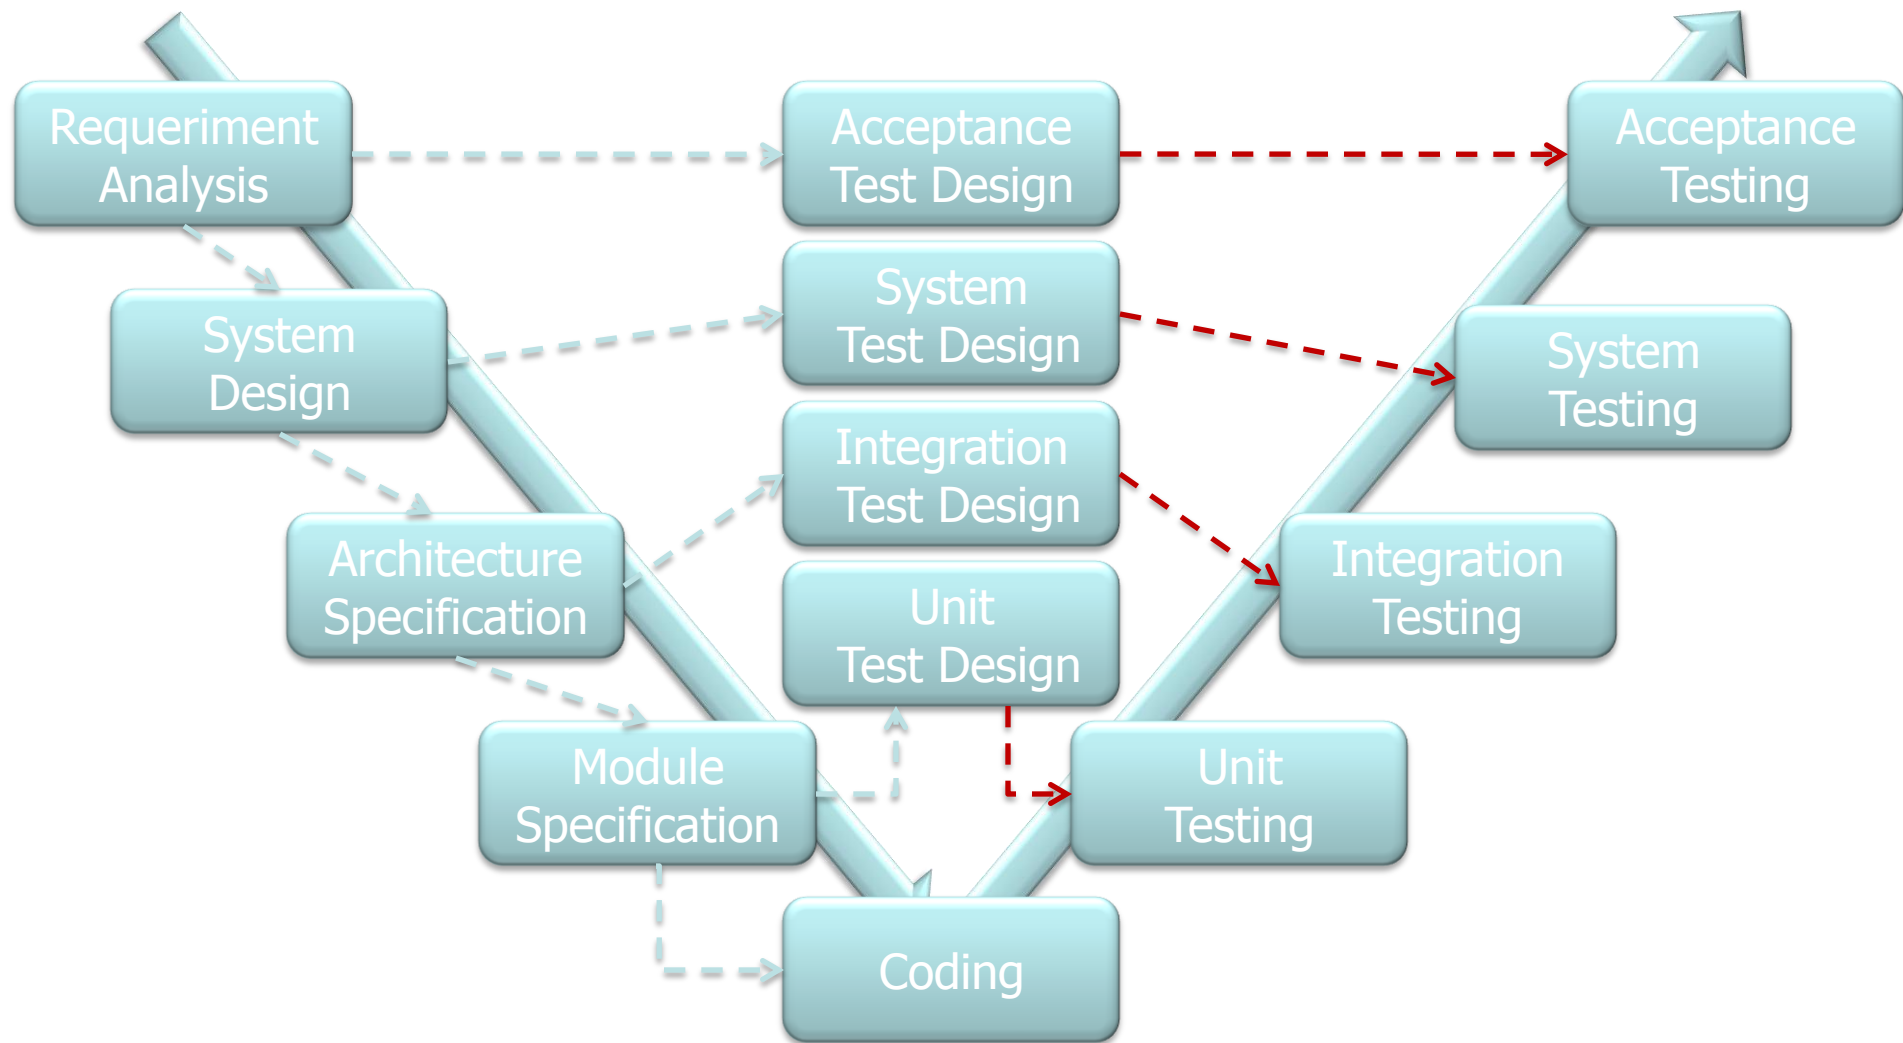 Requeriment
Analysis
Acceptance
Test Design
Acceptance
Testing
System
Design
System
Test Design
System
Testing
Architecture
Specification
Integration
Test Design
Integration
Testing
Unit
Test Design
Module
Specification
Unit
Testing
Coding